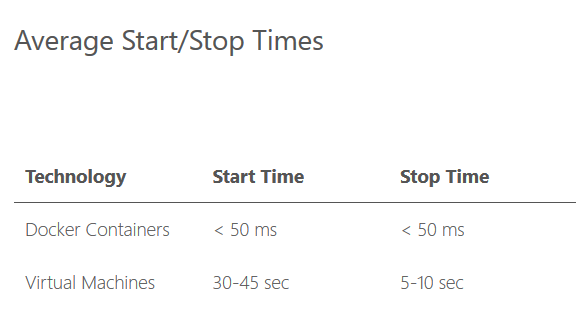 Average Start/Stop Times
Technology Start Time Stop Time
Docker Containers < 50 ms < 50 ms
Virtual Machines 30-45 sec 5-10 sec